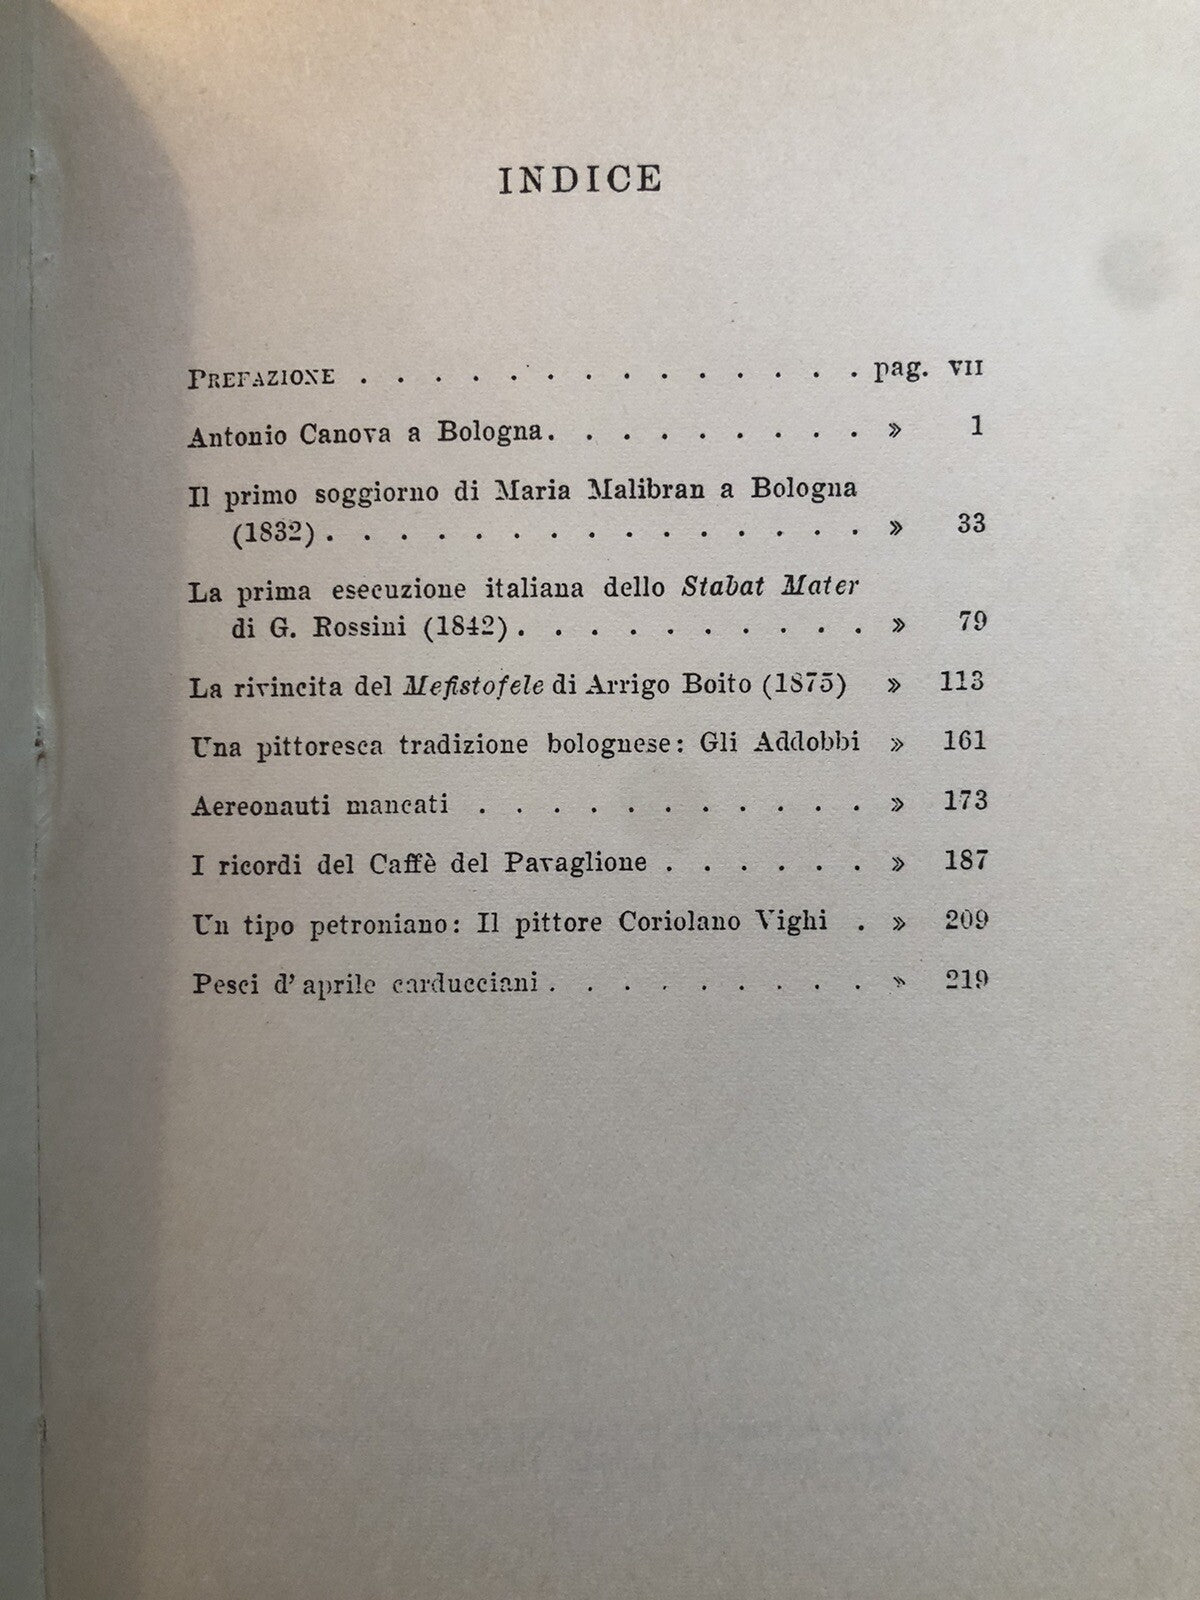 INDICE
PREFAZIONE . . . . . . . . . . . . . . pag. VII
Antonio Canova a Bologna. . . . . . . . . » 1
Il primo soggiorno di Maria Malibran a Bologna
(1832) . . . . . . . . . . . . . . . » 33
La prima esecuzione italiana dello Stabat Mater
di G. Rossini (1842) . . . . . . . . . . » 79
La rivincita del Mefistofele di Arrigo Boito (1875) » 113
Una pittoresca tradizione bolognese: Gli Addobbi » 161
Aereonauti mancati . . . . . . . . . . . » 173
I ricordi del Caffè del Pavaglione . . . . . . » 187
Un tipo petroniano: Il pittore Coriolano Vighi . » 209
Pesci d'aprile carducciani . . . . . . . . . » 219